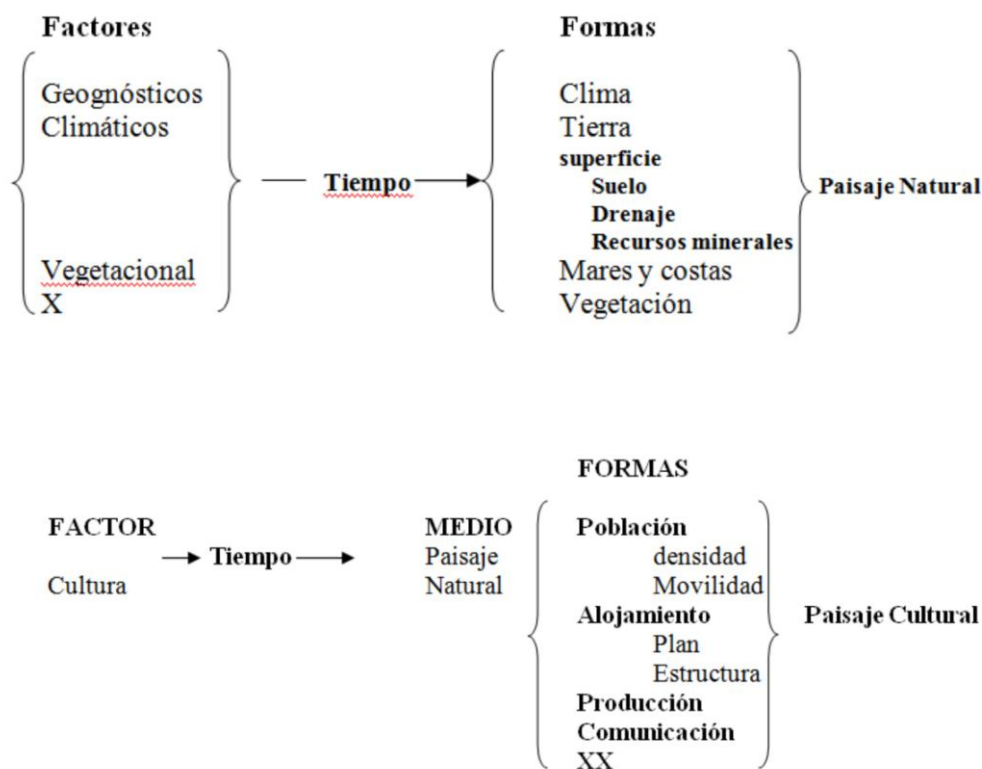 Factores
Formas
Geognósticos
Climáticos
Vegetacional
X
Tiempo
Clima
Tierra
superficie
Suelo
Drenaje
Recursos minerales
Mares y costas
Vegetación
Paisaje Natural
FACTOR
Cultura
Tiempo
MEDIO
Paisaje
Natural
FORMAS
Población
densidad
Movilidad
Alojamiento
Plan
Estructura
Producción
Comunicación
XX
Paisaje Cultural